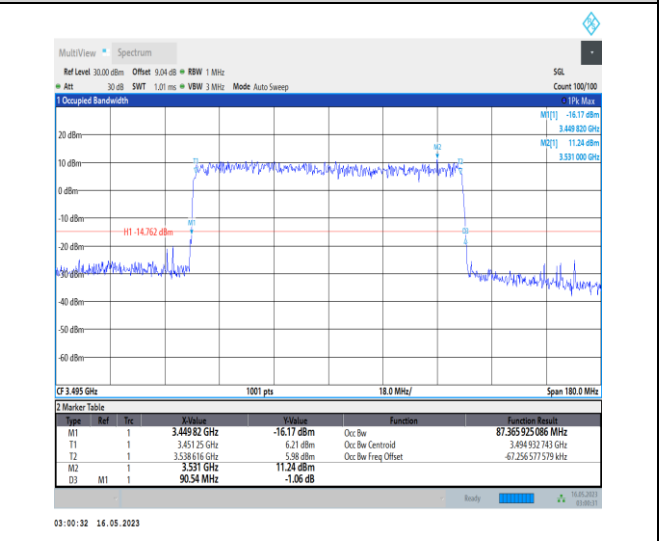 MultiView Spectrum
Ref Level 30.00 dBm Offset 9.04 dB RBW 1 MHz SGL
Att 30 dB SWT 1.01 ms VBW 3 MHz Mode Auto Sweep Count 100/100
1 Occupied Bandwidth 1Pk Max
M1[1] -16.17 dBm
3.449 820 GHz
M2[1] 11.24 dBm
3.531 000 GHz
20 dBm
M2
T1 T2
10 dBm
0 dBm
-10 dBm
M1
H1 -14.762 dBm
D3
-20 dBm
-30 dBm
-40 dBm
-50 dBm
-60 dBm
CF 3.495 GHz 1001 pts 18.0 MHz/ Span 180.0 MHz
2 Marker Table
Type Ref Trc X-Value Y-Value Function Function Result
M1 1 3.449 82 GHz -16.17 dBm Occ Bw 87.365 925 086 MHz
T1 1 3.451 25 GHz 6.21 dBm Occ Bw Centroid 3.494 932 743 GHz
T2 1 3.538 616 GHz 5.98 dBm Occ Bw Freq Offset -67.256 577 579 kHz
M2 1 3.531 GHz 11.24 dBm
D3 M1 1 90.54 MHz -1.06 dB
Ready 16.05.2023
03:00:31
03:00:32 16.05.2023